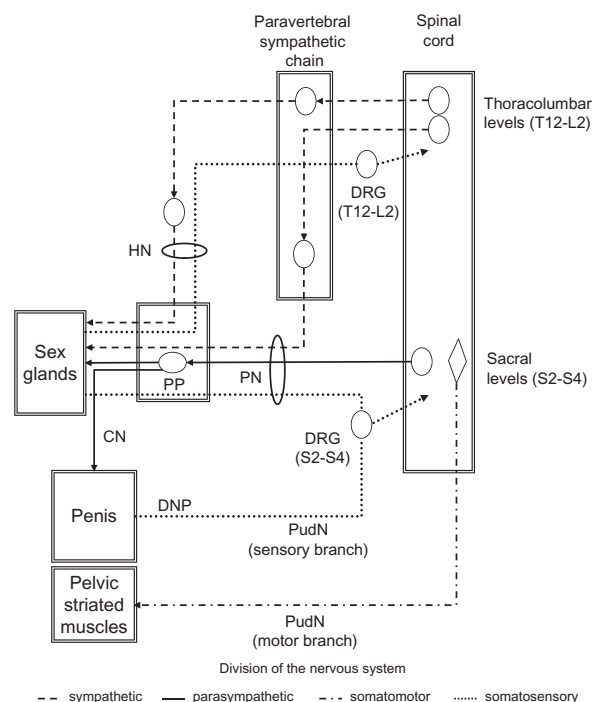 Paravertebral
sympathetic
chain
Spinal
cord
Thoracolumbar
levels (T12-L2)
DRG
(T12-L2)
HN
Sex
glands
PP
PN
Sacral
levels (S2-S4)
CN
DRG
(S2-S4)
Penis
DNP
PudN
(sensory branch)
Pelvic
striated
muscles
PudN
(motor branch)
Division of the nervous system
sympathetic parasympathetic somatomotor somatosensory